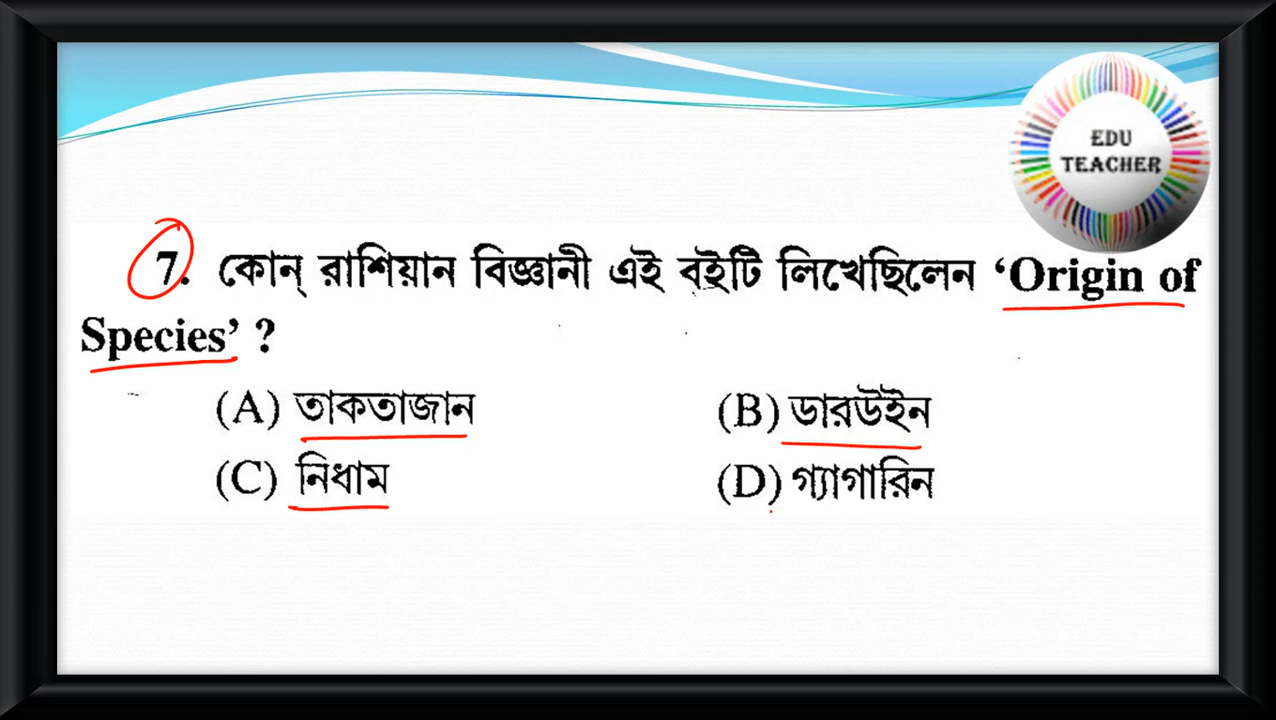 EDU
TEACHER
7. কোন্ রাশিয়ান বিজ্ঞানী এই বইটি লিখেছিলেন ‘Origin of
Species’ ?
(A) তাকতাজান (B) ডারউইন
(C) নিধাম (D) গ্যাগারিন